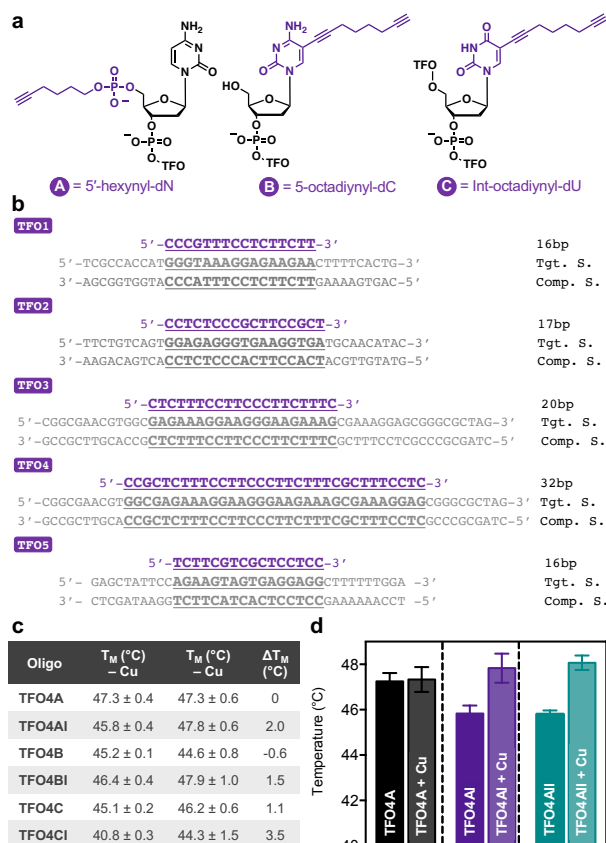 a
NH2
N
N
O
O
O P O
O
O
O
O P O
O
TFO
NH2
N
N
O
HO
O
O
O P O
O
TFO
O
HN
O
N
TFO
O
O
O
O
O P O
O
TFO
A = 5′-hexynyl-dN
B = 5-octadiynyl-dC
C = Int-octadiynyl-dU
b
TFO1
5′-CCCGTTTCCTCTTCTT-3′ 16bp
5′-TCGCCACCATGGGTAAAGGAGAAGAACTTTTCACTG-3′ Tgt. S.
3′-AGCGGTGGTACCCATTTCCTCTTCTTGAAAAGTGAC-5′ Comp. S.
TFO2
5′-CCTCTCCCGCTTCCGCT-3′ 17bp
5′-TTCTGTCAGTGGAGAGGGTGAAGGTGATGCAACATAC-3′ Tgt. S.
3′-AAGACAGTCACCTCTCCCACTTCCACTACGTTGTATG-5′ Comp. S.
TFO3
5′-CTCTTTCCTTCCCTTCTTTC-3′ 20bp
5′-CGGCGAACGTGGCGAGAAAGGAAGGGAAGAAAGCGAAAGGAGCGGGCGCTAG-3′ Tgt. S.
3′-GCCGCTTGCACCGCTCTTTCCTTCCCTTCTTTCGCTTTCCTCGCCCGCGATC-5′ Comp. S.
TFO4
5′-CCGCTCTTTCCTTCCCTTCTTTCGCTTTCCTC-3′ 32bp
5′-CGGCGAACGTGGCGAGAAAGGAAGGGAAGAAAGCGAAAGGAGCGGGCGCTAG-3′ Tgt. S.
3′-GCCGCTTGCACCGCTCTTTCCTTCCCTTCTTTCGCTTTCCTCGCCCGCGATC-5′ Comp. S.
TFO5
5′-TCTTCGTCGCTCCTCC-3′ 16bp
5′- GAGCTATTCCAGAAGTAGTGAGGAGGCTTTTTTGGA -3′ Tgt. S.
3′- CTCGATAAGGTCTTCATCACTCCTCCGAAAAAACCT -5′ Comp. S.
c
Oligo TM (°C) – Cu TM (°C) – Cu ΔTM (°C)
TFO4A 47.3 ± 0.4 47.3 ± 0.6 0
TFO4AI 45.8 ± 0.4 47.8 ± 0.6 2.0
TFO4B 45.2 ± 0.1 44.6 ± 0.8 -0.6
TFO4BI 46.4 ± 0.4 47.9 ± 1.0 1.5
TFO4C 45.1 ± 0.2 46.2 ± 0.6 1.1
TFO4CI 40.8 ± 0.3 44.3 ± 1.5 3.5
d
Temperature (°C)
48
46
44
42
TFO4A
TFO4A + Cu
TFO4AI
TFO4AI + Cu
TFO4AII
TFO4AII + Cu